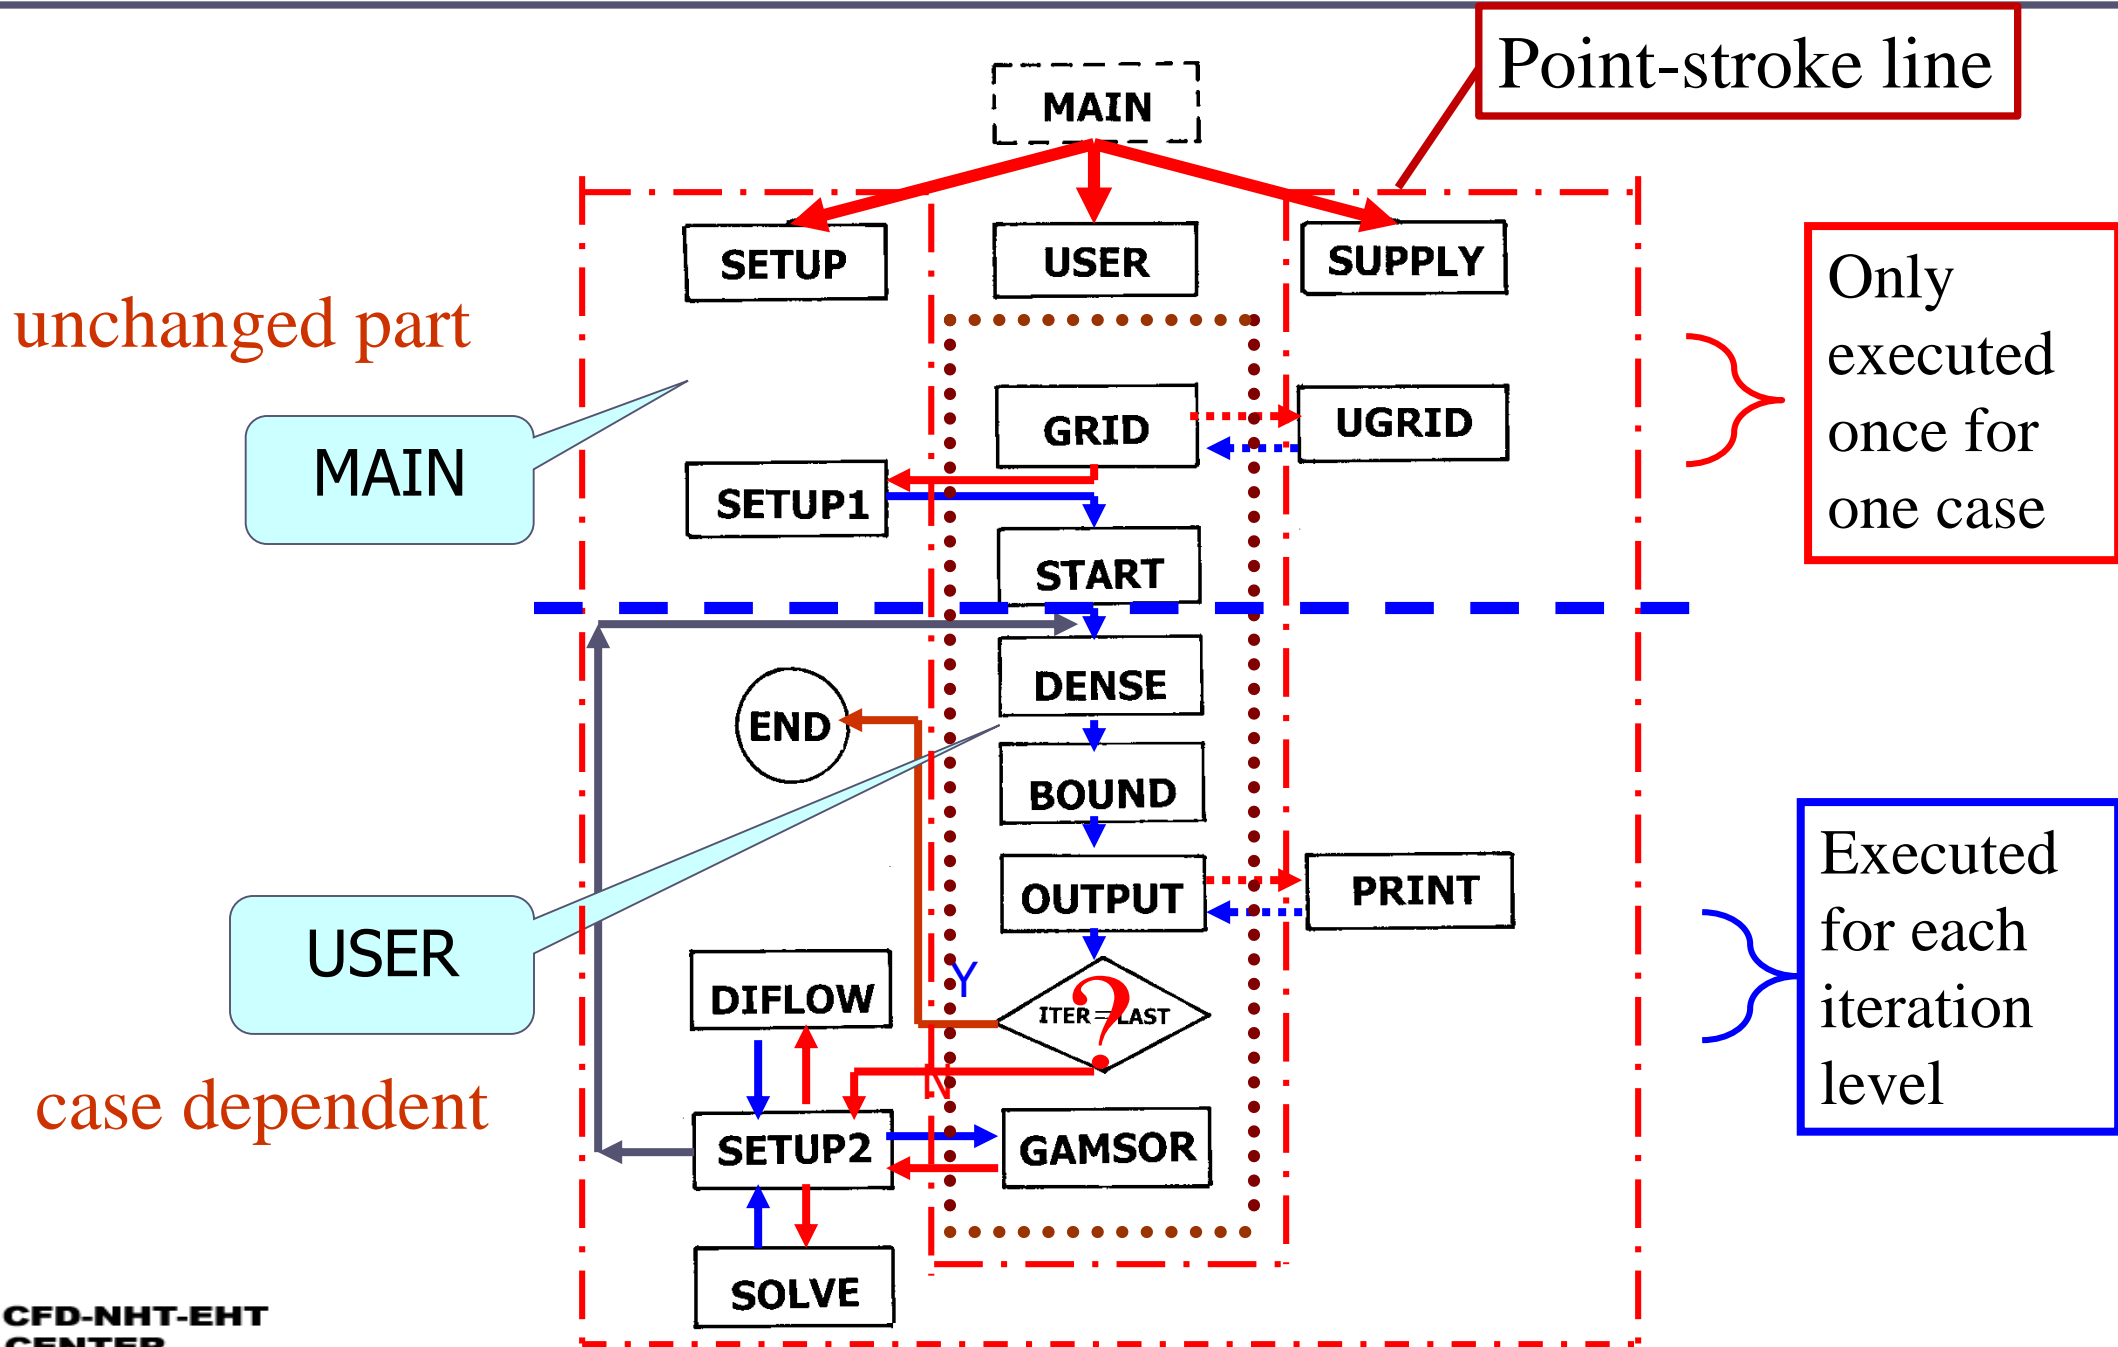 Point-stroke line
MAIN
SETUP
USER
SUPPLY
Only
executed
once for
one case
unchanged part
MAIN
GRID
UGRID
SETUP1
START
DENSE
END
BOUND
OUTPUT
PRINT
Executed
for each
iteration
level
USER
DIFLOW
Y
ITER=LAST
?
N
case dependent
SETUP2
GAMSOR
SOLVE
CFD-NHT-EHT
CENTER